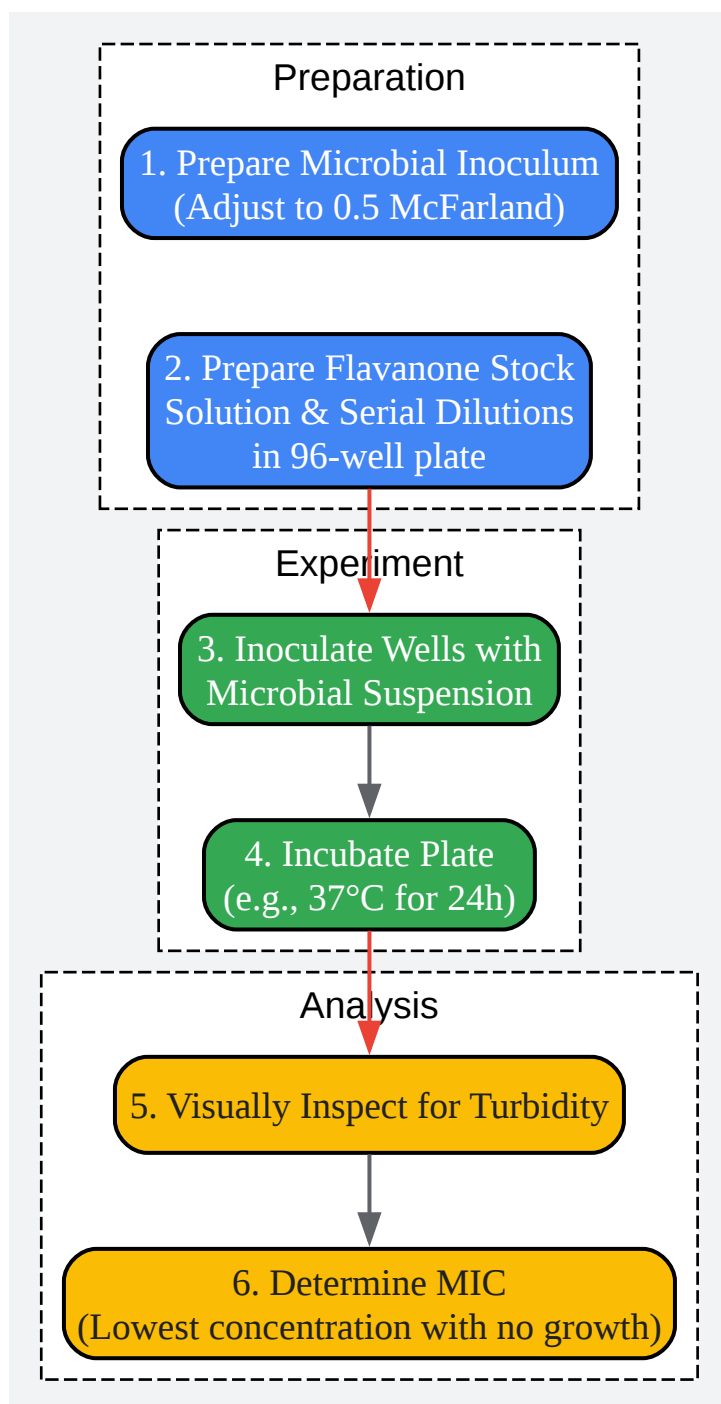 Preparation
1. Prepare Microbial Inoculum
(Adjust to 0.5 McFarland)
2. Prepare Flavanone Stock
Solution & Serial Dilutions
in 96-well plate
Experiment
3. Inoculate Wells with
Microbial Suspension
4. Incubate Plate
(e.g., 37°C for 24h)
Analysis
5. Visually Inspect for Turbidity
6. Determine MIC
(Lowest concentration with no growth)